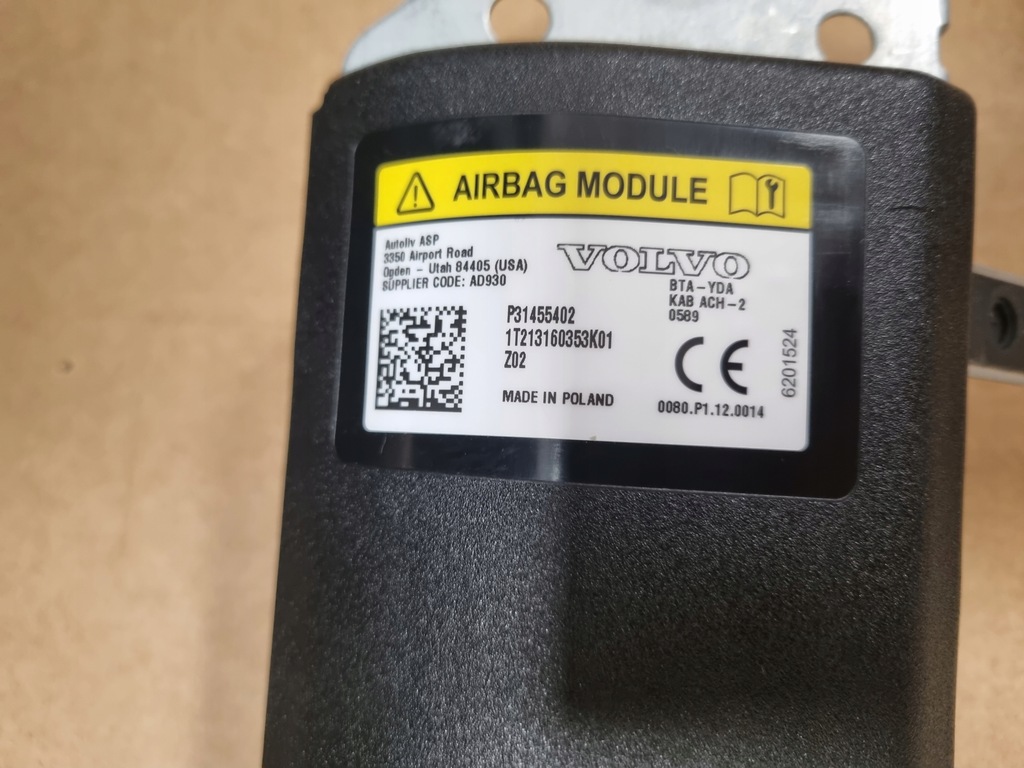 AIRBAG MODULE
Autoliv ASP
3350 Airport Road
Ogden - Utah 84405 (USA)
SUPPLIER CODE: AD930
VOLVO
BTA-YDA
KAB ACH-2
0589
P31455402
1T213160353K01
Z02
MADE IN POLAND
CE
0080.P1.12.0014
6201524